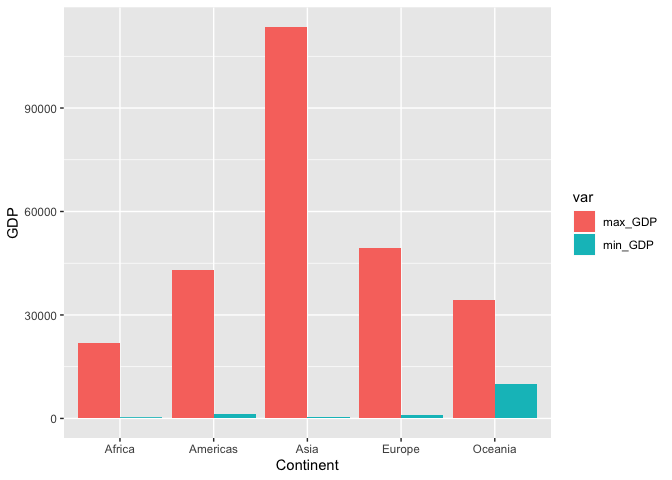 90000
60000
30000
0
GDP
Africa Americas Asia Europe Oceania
Continent
var
max_GDP
min_GDP